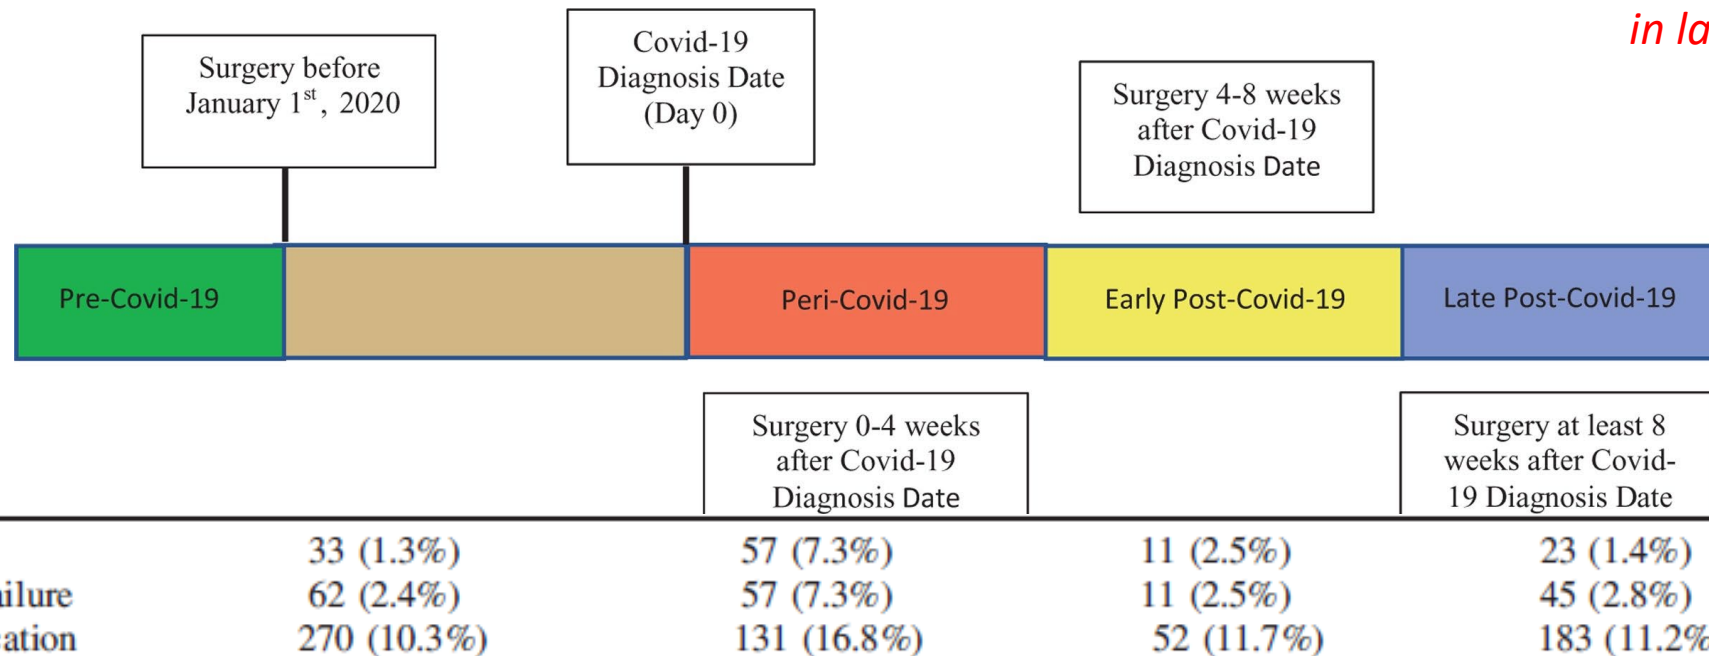 in la
Surgery before
January 1st, 2020
Covid-19
Diagnosis Date
(Day 0)
Surgery 4-8 weeks
after Covid-19
Diagnosis Date
Pre-Covid-19
Peri-Covid-19
Early Post-Covid-19
Late Post-Covid-19
Surgery 0-4 weeks
after Covid-19
Diagnosis Date
Surgery at least 8
weeks after Covid-
19 Diagnosis Date
33 (1.3%) 57 (7.3%) 11 (2.5%) 23 (1.4%)
ailure 62 (2.4%) 57 (7.3%) 11 (2.5%) 45 (2.8%)
cation 270 (10.3%) 131 (16.8%) 52 (11.7%) 183 (11.2%